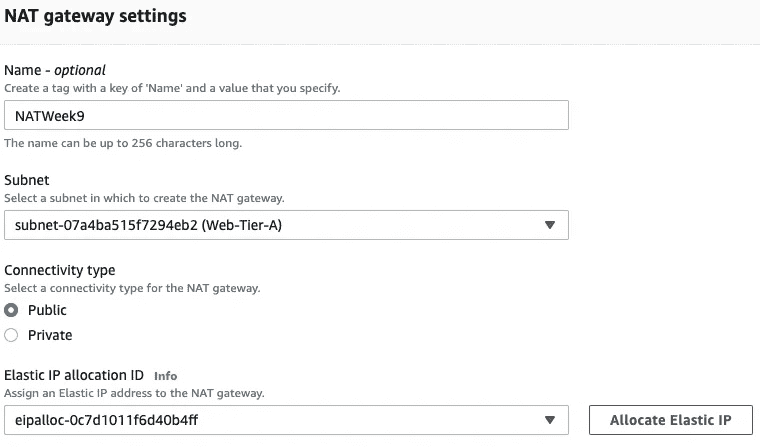 NAT gateway settings
Name - optional
Create a tag with a key of 'Name' and a value that you specify.
NATWeek9
The name can be up to 256 characters long.
Subnet
Select a subnet in which to create the NAT gateway.
subnet-07a4ba515f7294eb2 (Web-Tier-A)
Connectivity type
Select a connectivity type for the NAT gateway.
Public
Private
Elastic IP allocation ID Info
Assign an Elastic IP address to the NAT gateway.
eipalloc-0c7d1011f6d40b4ff Allocate Elastic IP